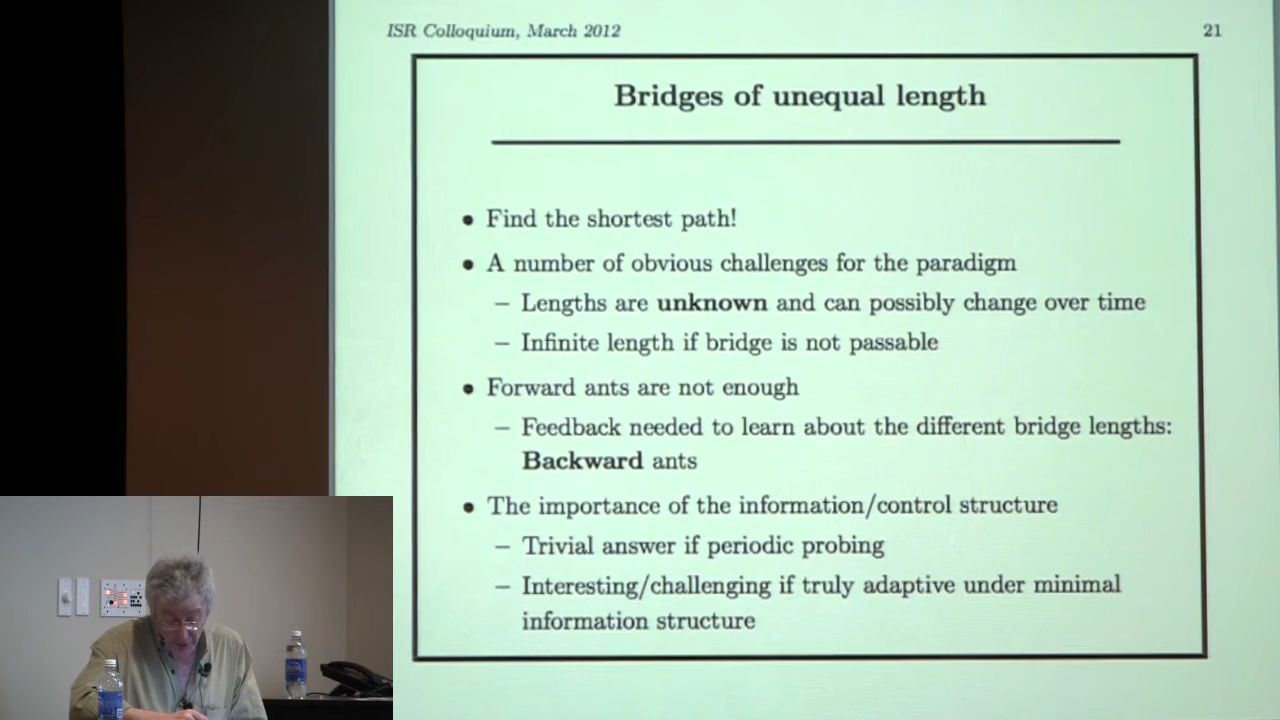 ISR Colloquium, March 2012 21
Bridges of unequal length
• Find the shortest path!
• A number of obvious challenges for the paradigm
– Lengths are unknown and can possibly change over time
– Infinite length if bridge is not passable
• Forward ants are not enough
– Feedback needed to learn about the different bridge lengths:
Backward ants
• The importance of the information/control structure
– Trivial answer if periodic probing
– Interesting/challenging if truly adaptive under minimal
information structure